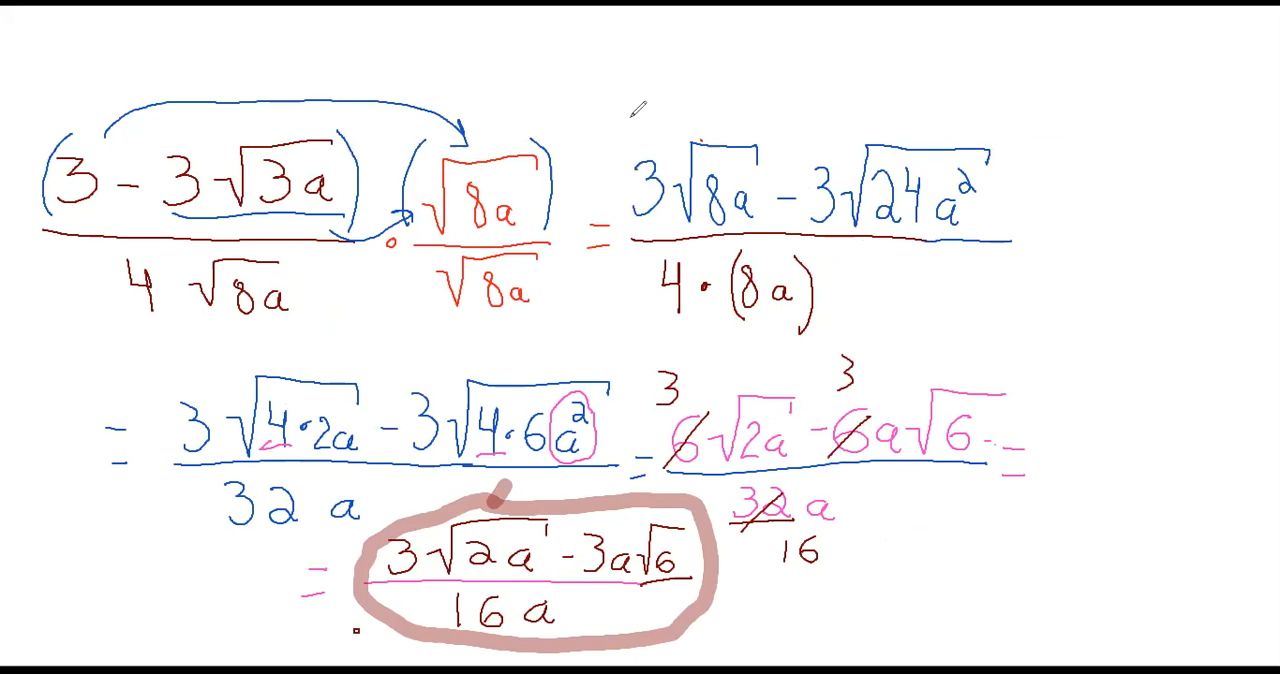 (3 - 3√3a) / 4√8a · (√8a) / √8a = 3√8a - 3√24a² / 4·(8a)
= 3√4·2a - 3√4·6a² / 32a = 3 6√2a - 3 6a√6 / 32a 16 =
= 3√2a - 3a√6 / 16a